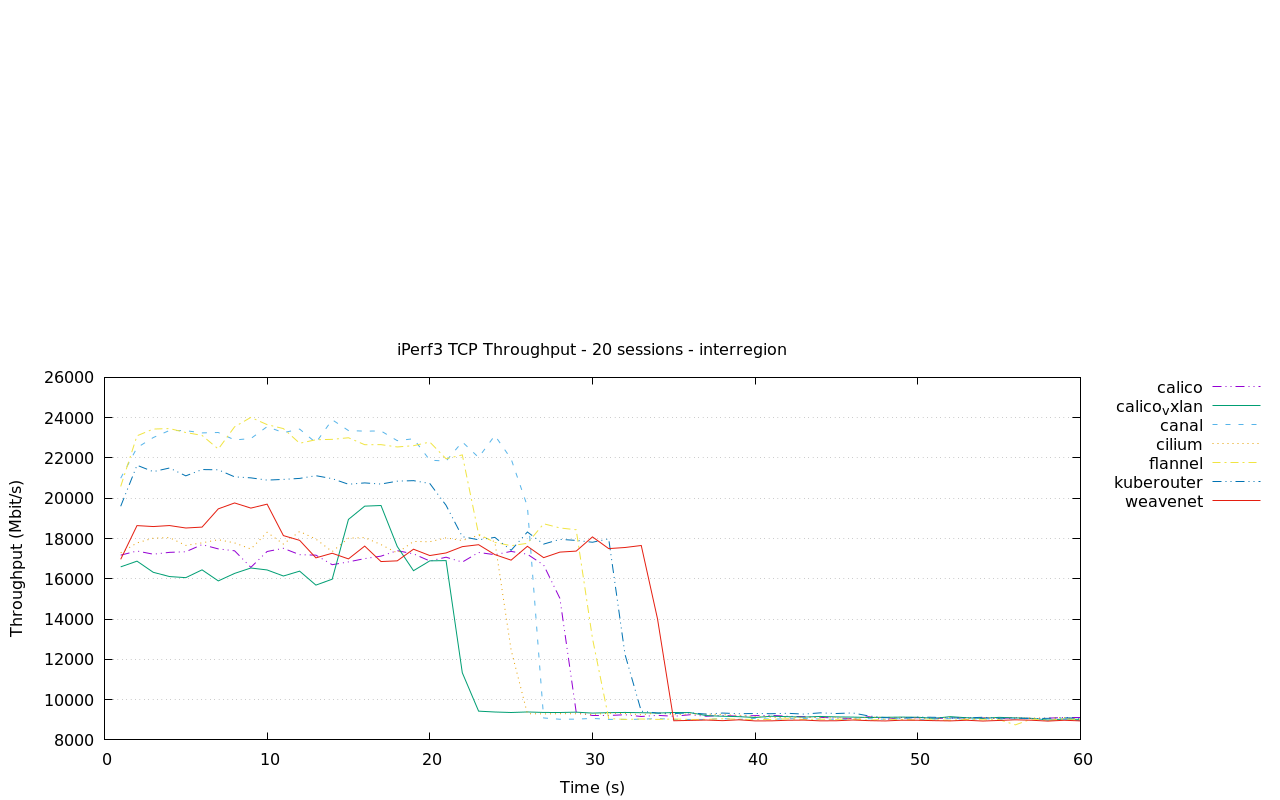 iPerf3 TCP Throughput - 20 sessions - interregion
26000
24000
22000
20000
18000
16000
14000
12000
10000
8000
Throughput (Mbit/s)
0 10 20 30 40 50 60
Time (s)
calico
calicovxlan
canal
cilium
flannel
kuberouter
weavenet